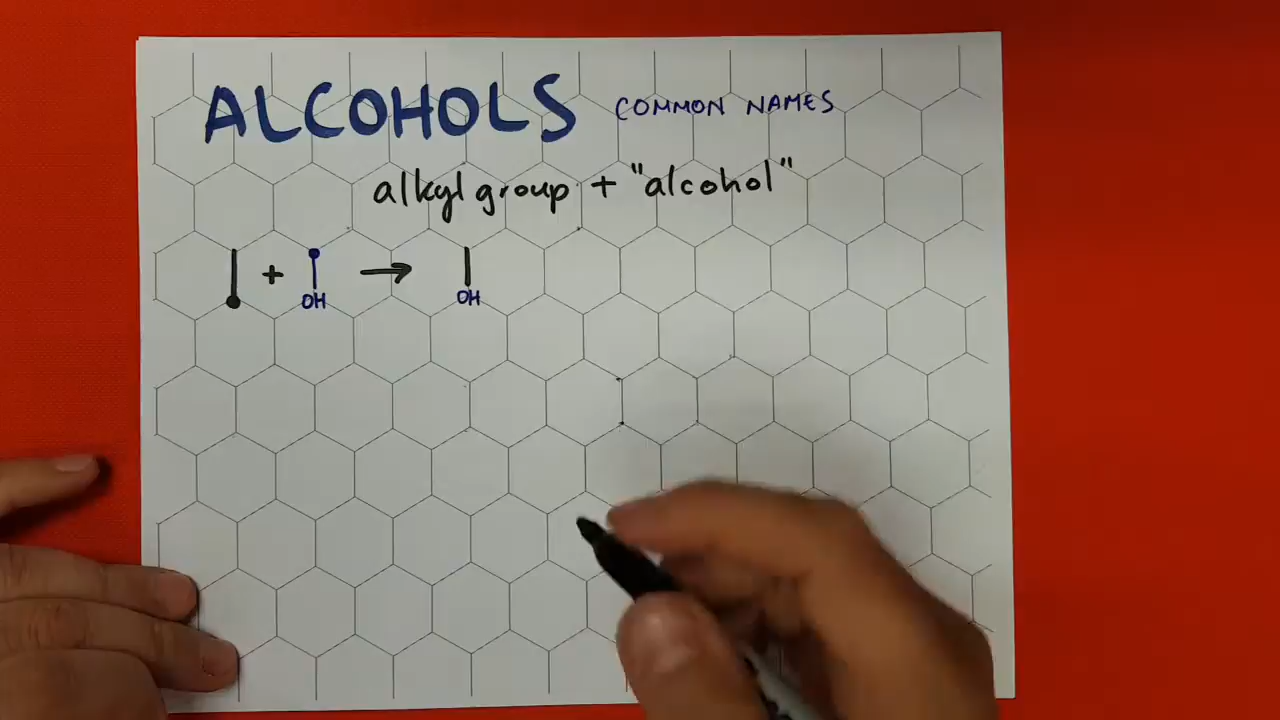 ALCOHOLS COMMON NAMES
alkyl group + "alcohol"
+ OH → OH